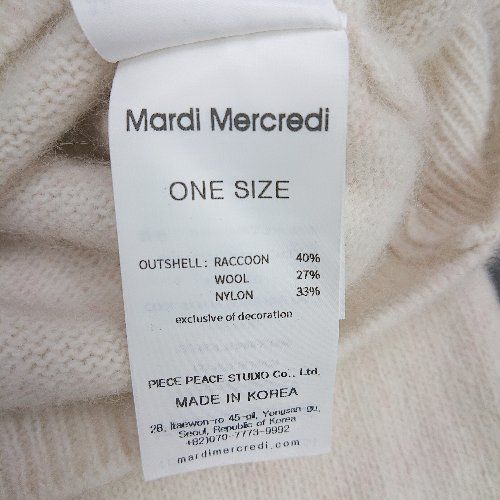 Mardi Mercredi
ONE SIZE
OUTSHELL: RACCOON 40%
WOOL 27%
NYLON 33%
exclusive of decoration
PIECE PEACE STUDIO Co., Ltd.
MADE IN KOREA
28, Itaewon-ro 45-gil, Yongsan-gu,
Seoul, Republic of Korea
+82)070-7773-9992
mardimercredi.com